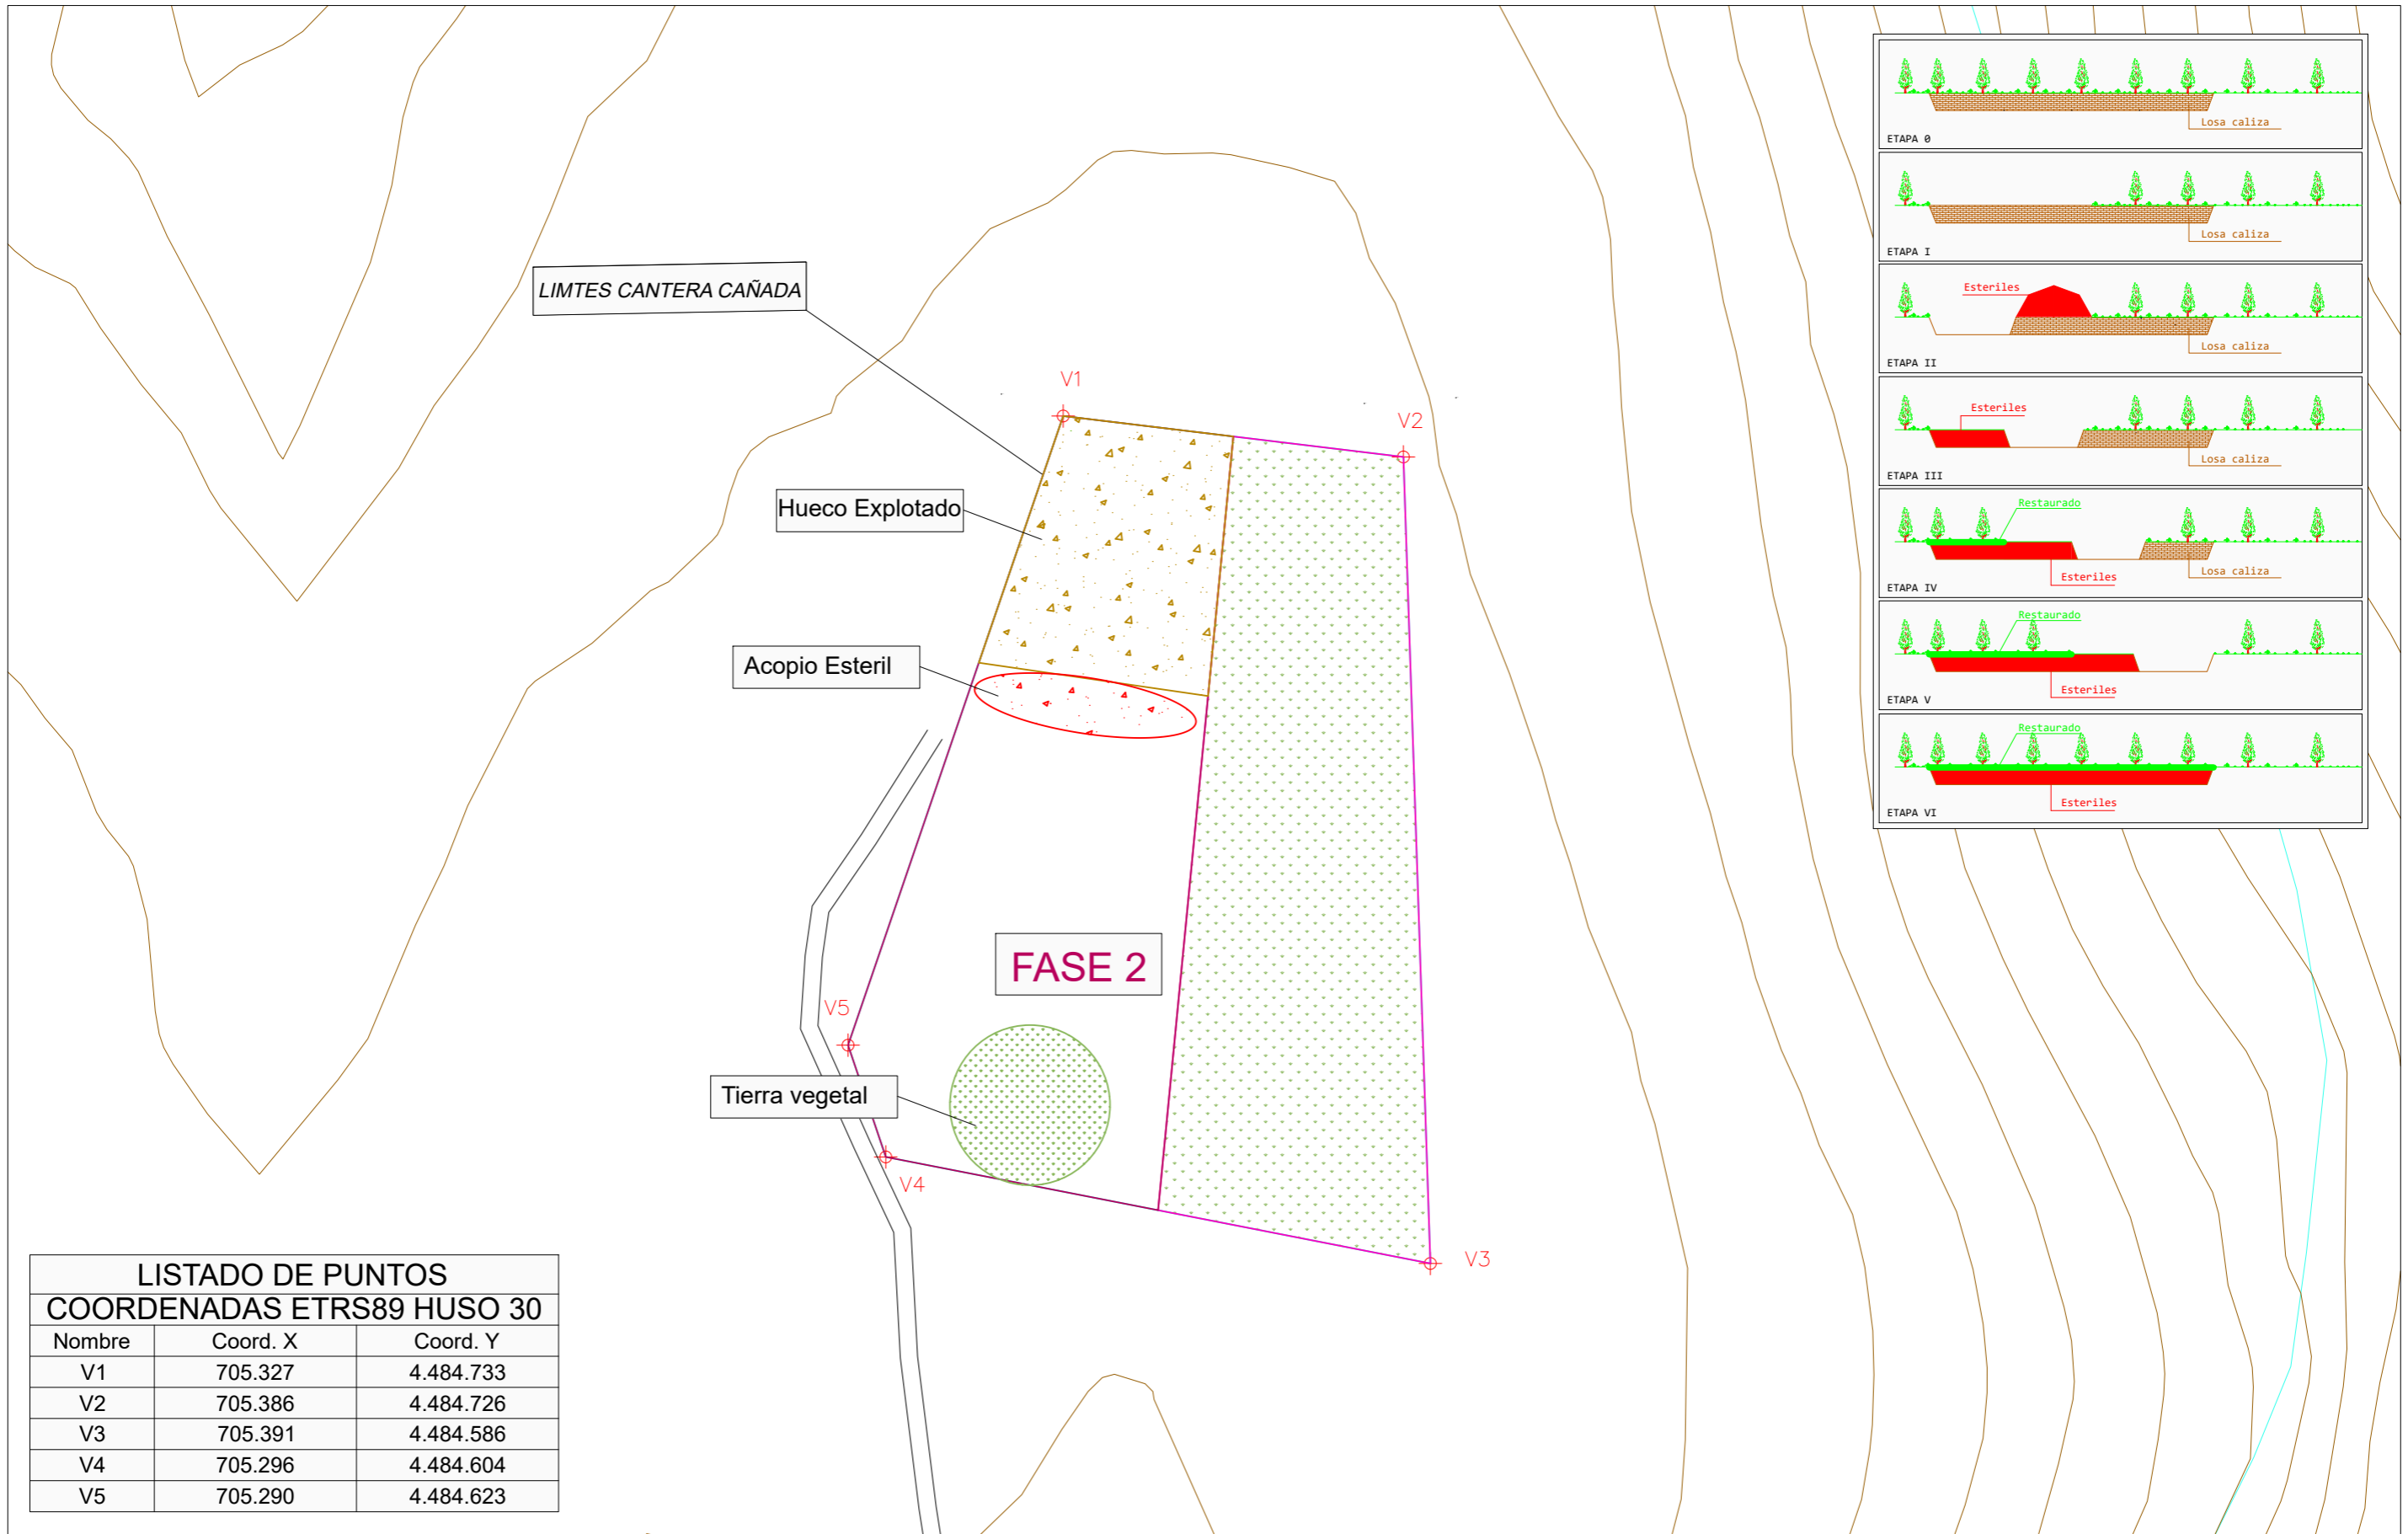 LIMTES CANTERA CAÑADA
V1
V2
Hueco Explotado
Acopio Esteril
FASE 2
V5
Tierra vegetal
V4
V3
Losa caliza
ETAPA 0
Losa caliza
ETAPA I
Esteriles
Losa caliza
ETAPA II
Esteriles
Losa caliza
ETAPA III
Restaurado
Losa caliza
Esteriles
ETAPA IV
Restaurado
Esteriles
ETAPA V
Restaurado
Esteriles
ETAPA VI
LISTADO DE PUNTOS
COORDENADAS ETRS89 HUSO 30
Nombre Coord. X Coord. Y
V1 705.327 4.484.733
V2 705.386 4.484.726
V3 705.391 4.484.586
V4 705.296 4.484.604
V5 705.290 4.484.623